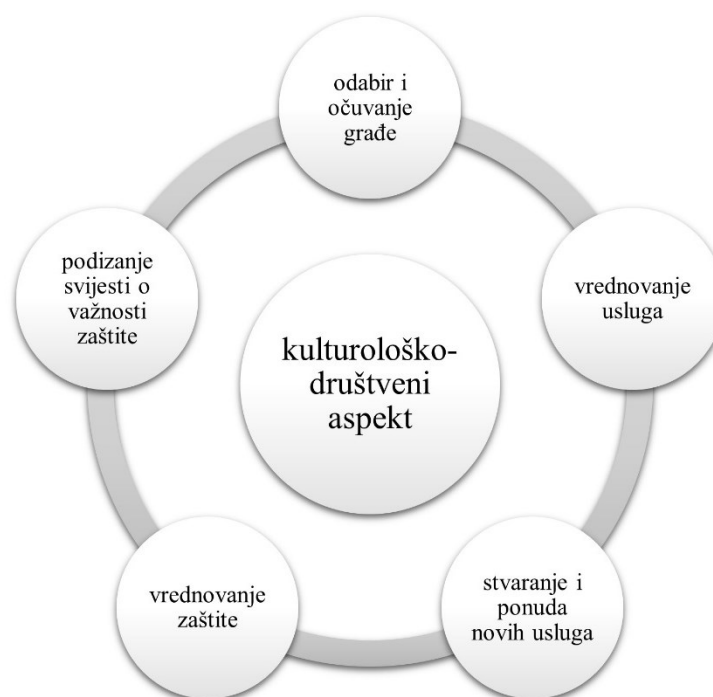 odabir i
očuvanje
građe
podizanje
svijesti o
važnosti
zaštite
vrednovanje
usluga
kulturološko-
društveni
aspekt
vrednovanje
zaštite
stvaranje i
ponuda
novih usluga